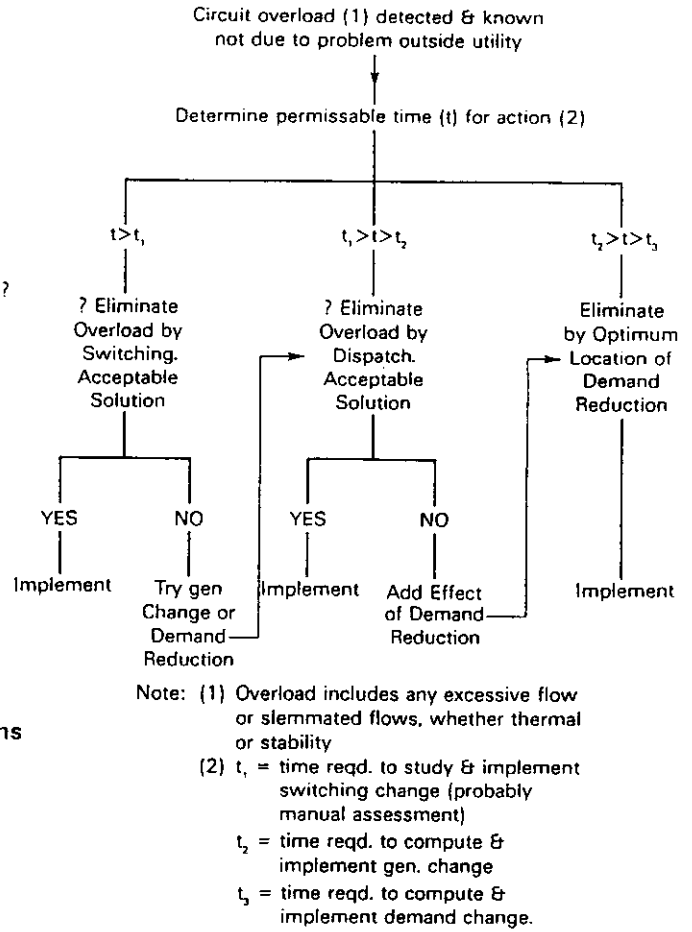 Circuit overload (1) detected & known
not due to problem outside utility
Determine permissable time (t) for action (2)
t>t₁
t₁>t>t₂
t₂>t>t₃
?
? Eliminate
Overload by
Switching.
Acceptable
Solution
? Eliminate
Overload by
Dispatch.
Acceptable
Solution
Eliminate
by Optimum
Location of
Demand
Reduction
YES
NO
YES
NO
Implement
Try gen
Change or
Demand
Reduction
Implement
Add Effect
of Demand
Reduction
Implement
Note: (1) Overload includes any excessive flow
or slemmated flows, whether thermal
or stability
(2) t₁ = time reqd. to study & implement
switching change (probably
manual assessment)
t₂ = time reqd. to compute &
implement gen. change
t₃ = time reqd. to compute &
implement demand change.